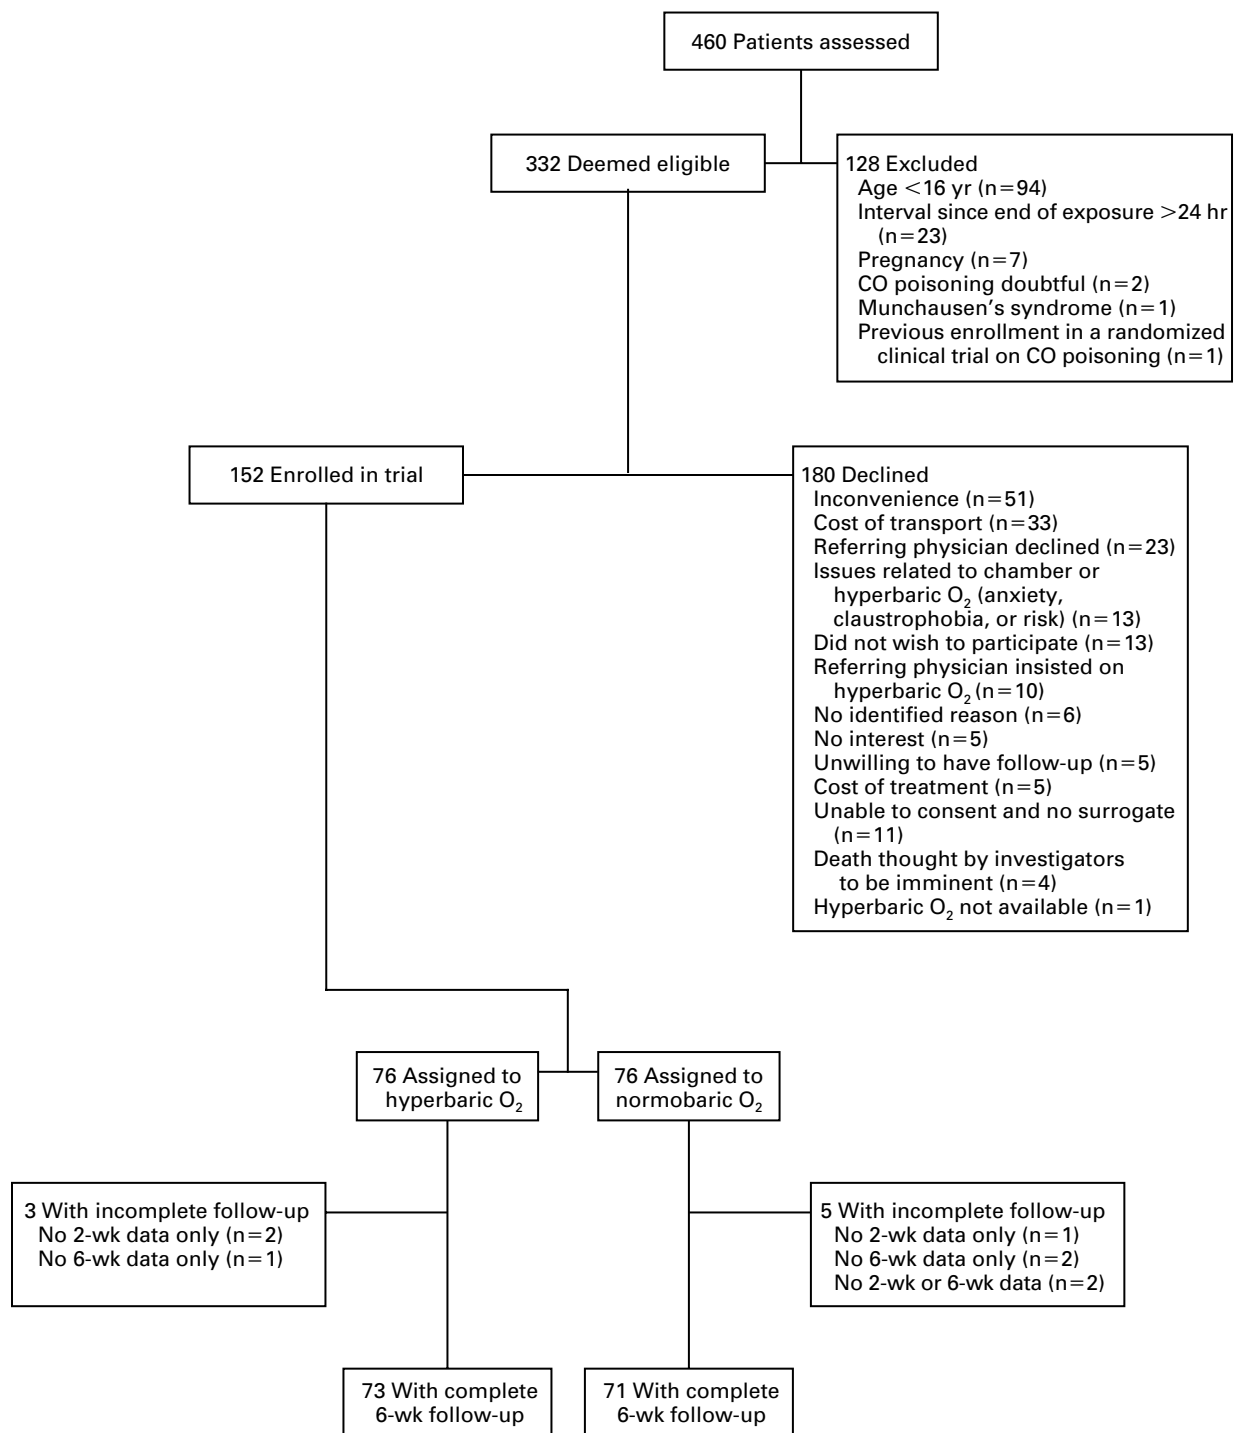 460 Patients assessed
332 Deemed eligible
128 Excluded
Age <16 yr (n=94)
Interval since end of exposure >24 hr
(n=23)
Pregnancy (n=7)
CO poisoning doubtful (n=2)
Munchausen's syndrome (n=1)
Previous enrollment in a randomized
clinical trial on CO poisoning (n=1)
152 Enrolled in trial
180 Declined
Inconvenience (n=51)
Cost of transport (n=33)
Referring physician declined (n=23)
Issues related to chamber or
hyperbaric O₂ (anxiety,
claustrophobia, or risk) (n=13)
Did not wish to participate (n=13)
Referring physician insisted on
hyperbaric O₂ (n=10)
No identified reason (n=6)
No interest (n=5)
Unwilling to have follow-up (n=5)
Cost of treatment (n=5)
Unable to consent and no surrogate
(n=11)
Death thought by investigators
to be imminent (n=4)
Hyperbaric O₂ not available (n=1)
76 Assigned to
hyperbaric O₂
76 Assigned to
normobaric O₂
3 With incomplete follow-up
No 2-wk data only (n=2)
No 6-wk data only (n=1)
5 With incomplete follow-up
No 2-wk data only (n=1)
No 6-wk data only (n=2)
No 2-wk or 6-wk data (n=2)
73 With complete
6-wk follow-up
71 With complete
6-wk follow-up